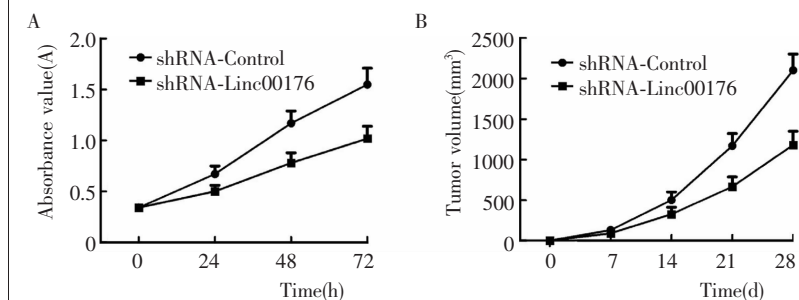 A
Absorbance value(A)
2.0
1.5
1.0
0.5
0
shRNA-Control
shRNA-Linc00176
0 24 48 72
Time(h)
B
Tumor volume(mm³)
2500
2000
1500
1000
500
0
shRNA-Control
shRNA-Linc00176
0 7 14 21 28
Time(d)